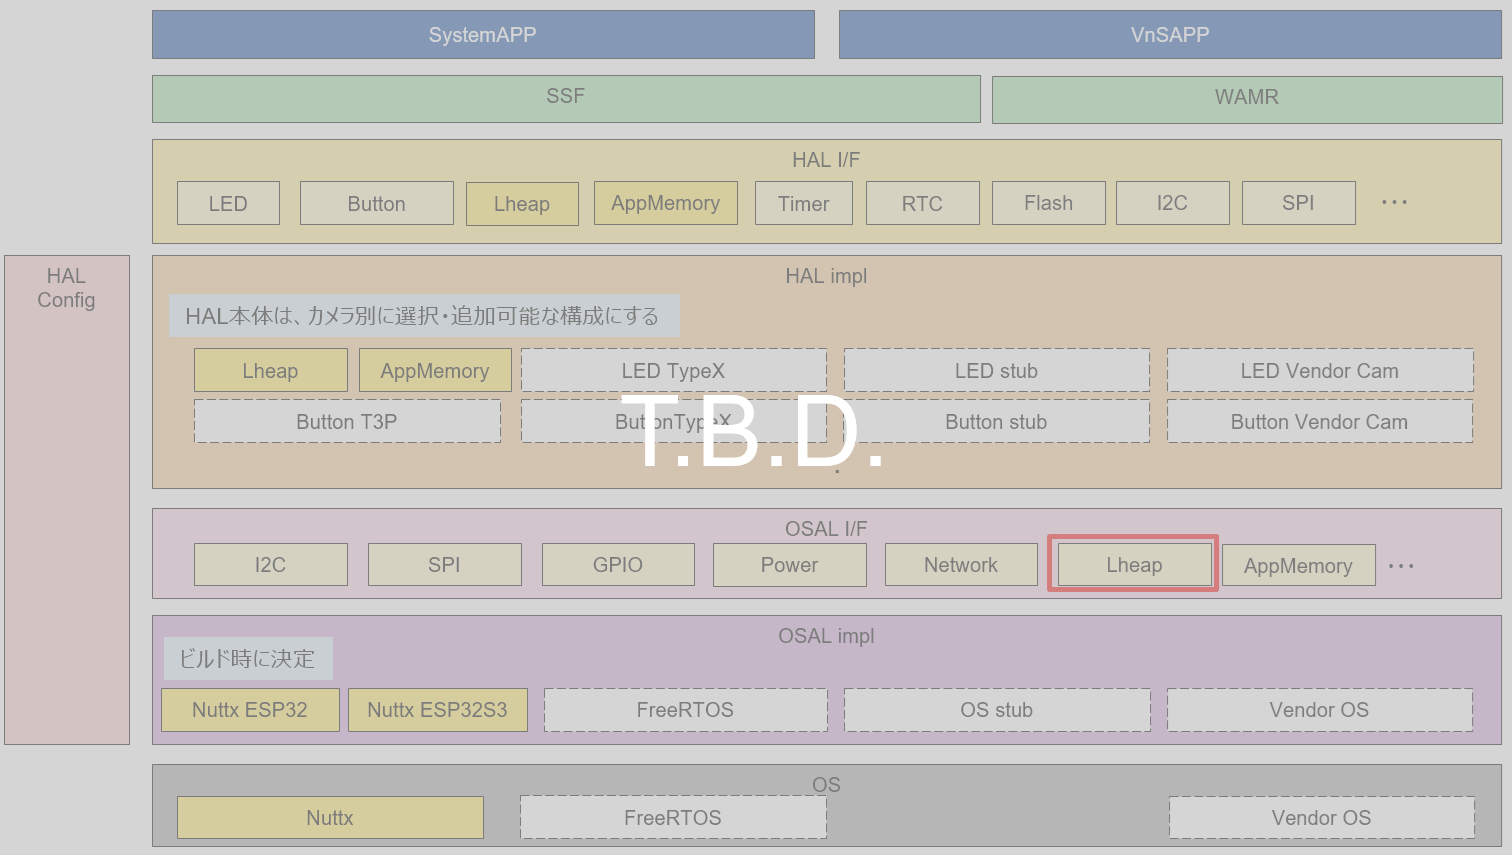 SystemAPP
VnSAPP
SSF
WAMR
HAL I/F
LED
Button
Lheap
AppMemory
Timer
RTC
Flash
I2C
SPI
･･･
HAL
Config
HAL impl
HAL本体は、カメラ別に選択・追加可能な構成にする
Lheap
AppMemory
LED TypeX
LED stub
LED Vendor Cam
Button T3P
ButtonTypeX
Button stub
Button Vendor Cam
T.B.D.
OSAL I/F
I2C
SPI
GPIO
Power
Network
Lheap
AppMemory
･･･
OSAL impl
ビルド時に決定
Nuttx ESP32
Nuttx ESP32S3
FreeRTOS
OS stub
Vendor OS
OS
Nuttx
FreeRTOS
Vendor OS